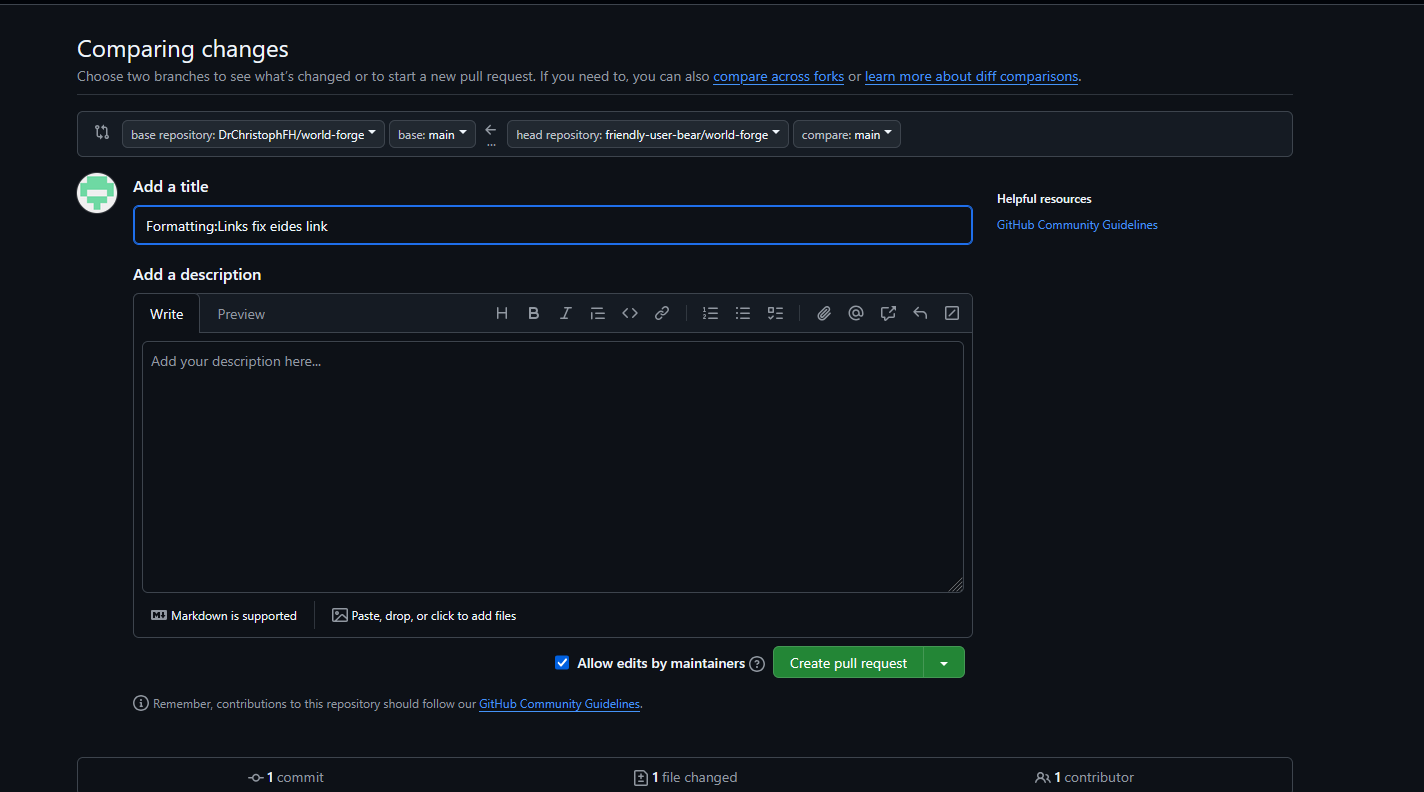 Comparing changes
Choose two branches to see what's changed or to start a new pull request. If you need to, you can also compare across forks or learn more about diff comparisons.
base repository: DrChristophFH/world-forge base: main ... head repository: friendly-user-bear/world-forge compare: main
Add a title
Helpful resources
Formatting:Links fix eides link
GitHub Community Guidelines
Add a description
Write Preview
Add your description here...
Markdown is supported Paste, drop, or click to add files
Allow edits by maintainers Create pull request
Remember, contributions to this repository should follow our GitHub Community Guidelines.
1 commit 1 file changed 1 contributor